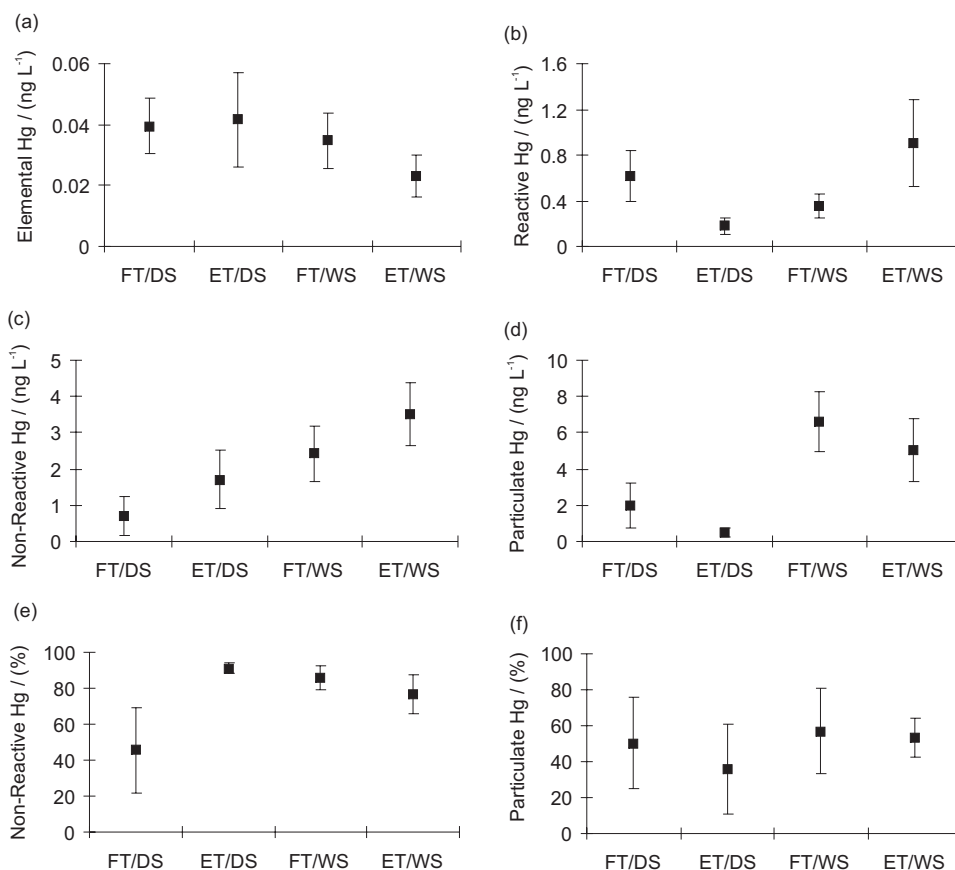 (a)
Elemental Hg / (ng L⁻¹)
0.06
0.04
0.02
0
FT/DS ET/DS FT/WS ET/WS
(b)
Reactive Hg / (ng L⁻¹)
1.6
1.2
0.8
0.4
0
FT/DS ET/DS FT/WS ET/WS
(c)
Non-Reactive Hg / (ng L⁻¹)
5
4
3
2
1
0
FT/DS ET/DS FT/WS ET/WS
(d)
Particulate Hg / (ng L⁻¹)
10
8
6
4
2
0
FT/DS ET/DS FT/WS ET/WS
(e)
Non-Reactive Hg / (%)
100
80
60
40
20
0
FT/DS ET/DS FT/WS ET/WS
(f)
Particulate Hg / (%)
100
80
60
40
20
0
FT/DS ET/DS FT/WS ET/WS